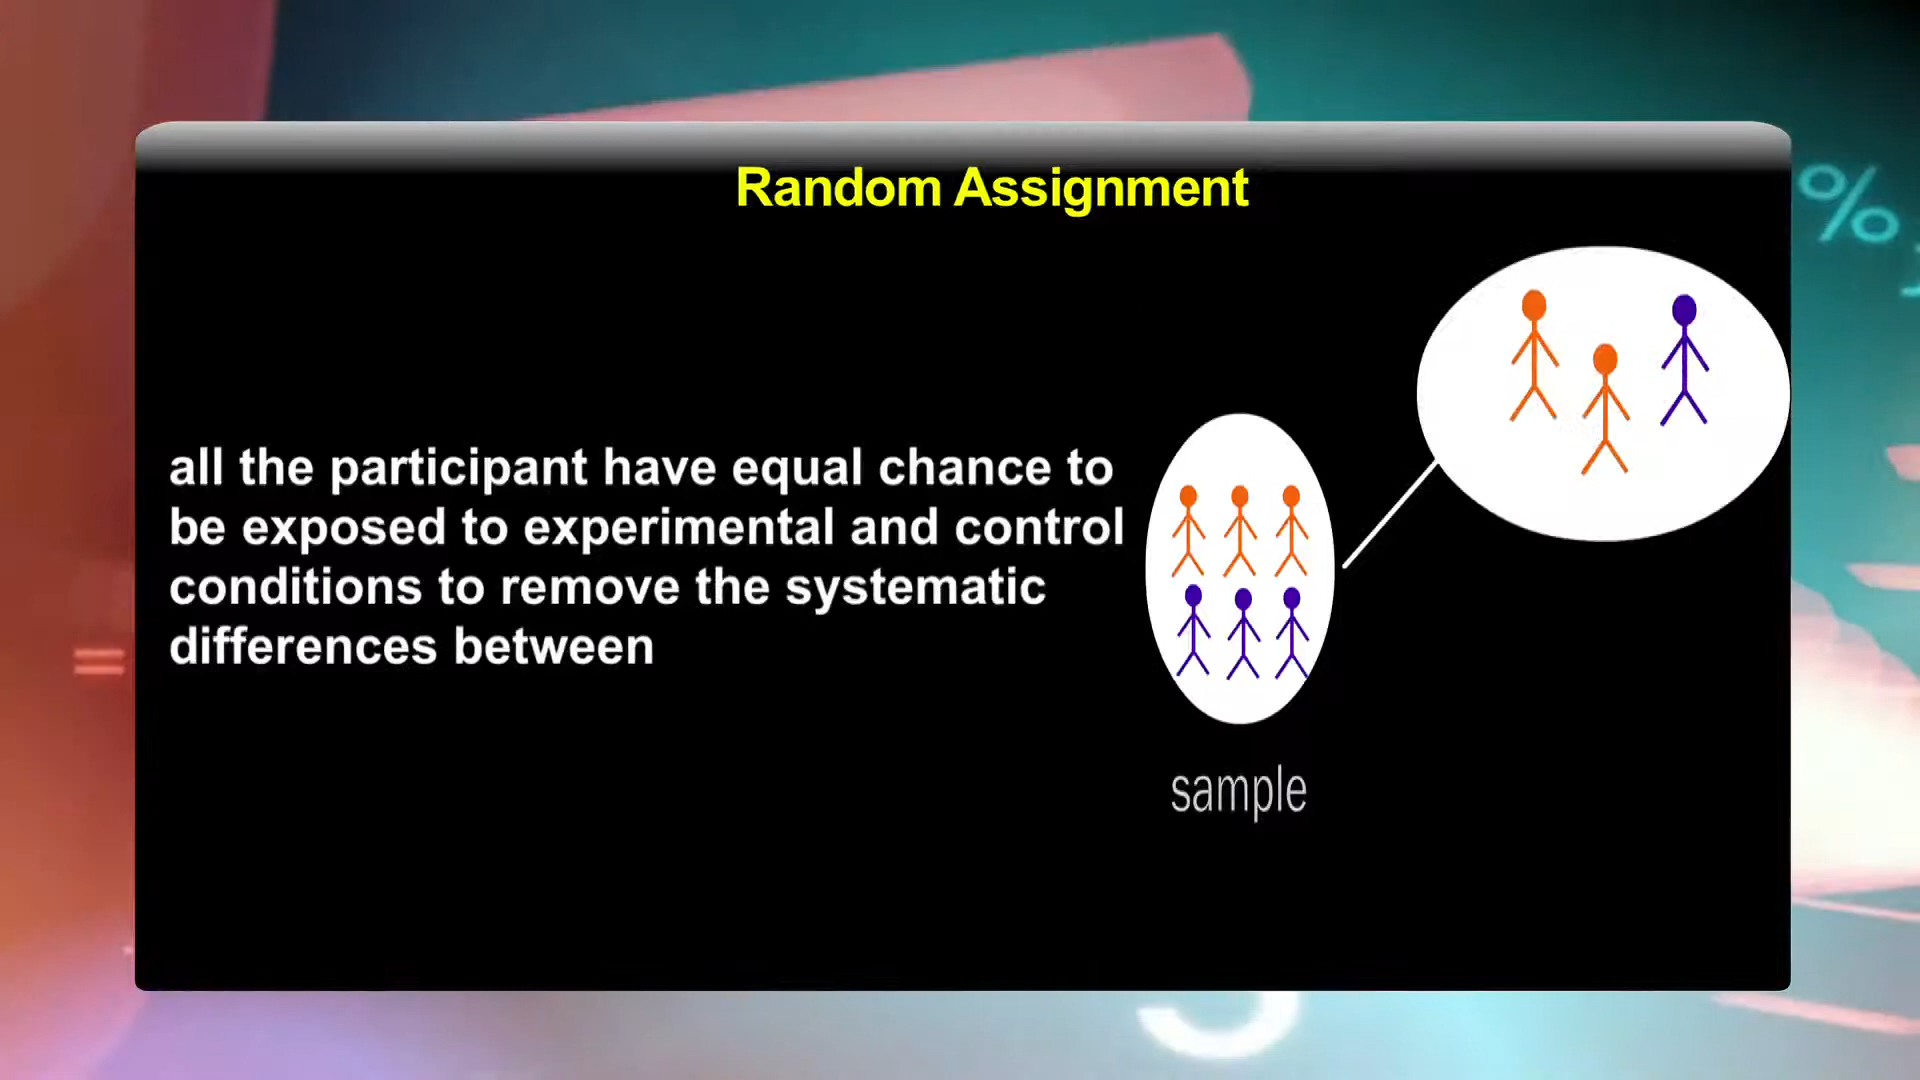 Random Assignment
all the participant have equal chance to
be exposed to experimental and control
conditions to remove the systematic
differences between
sample
%
=